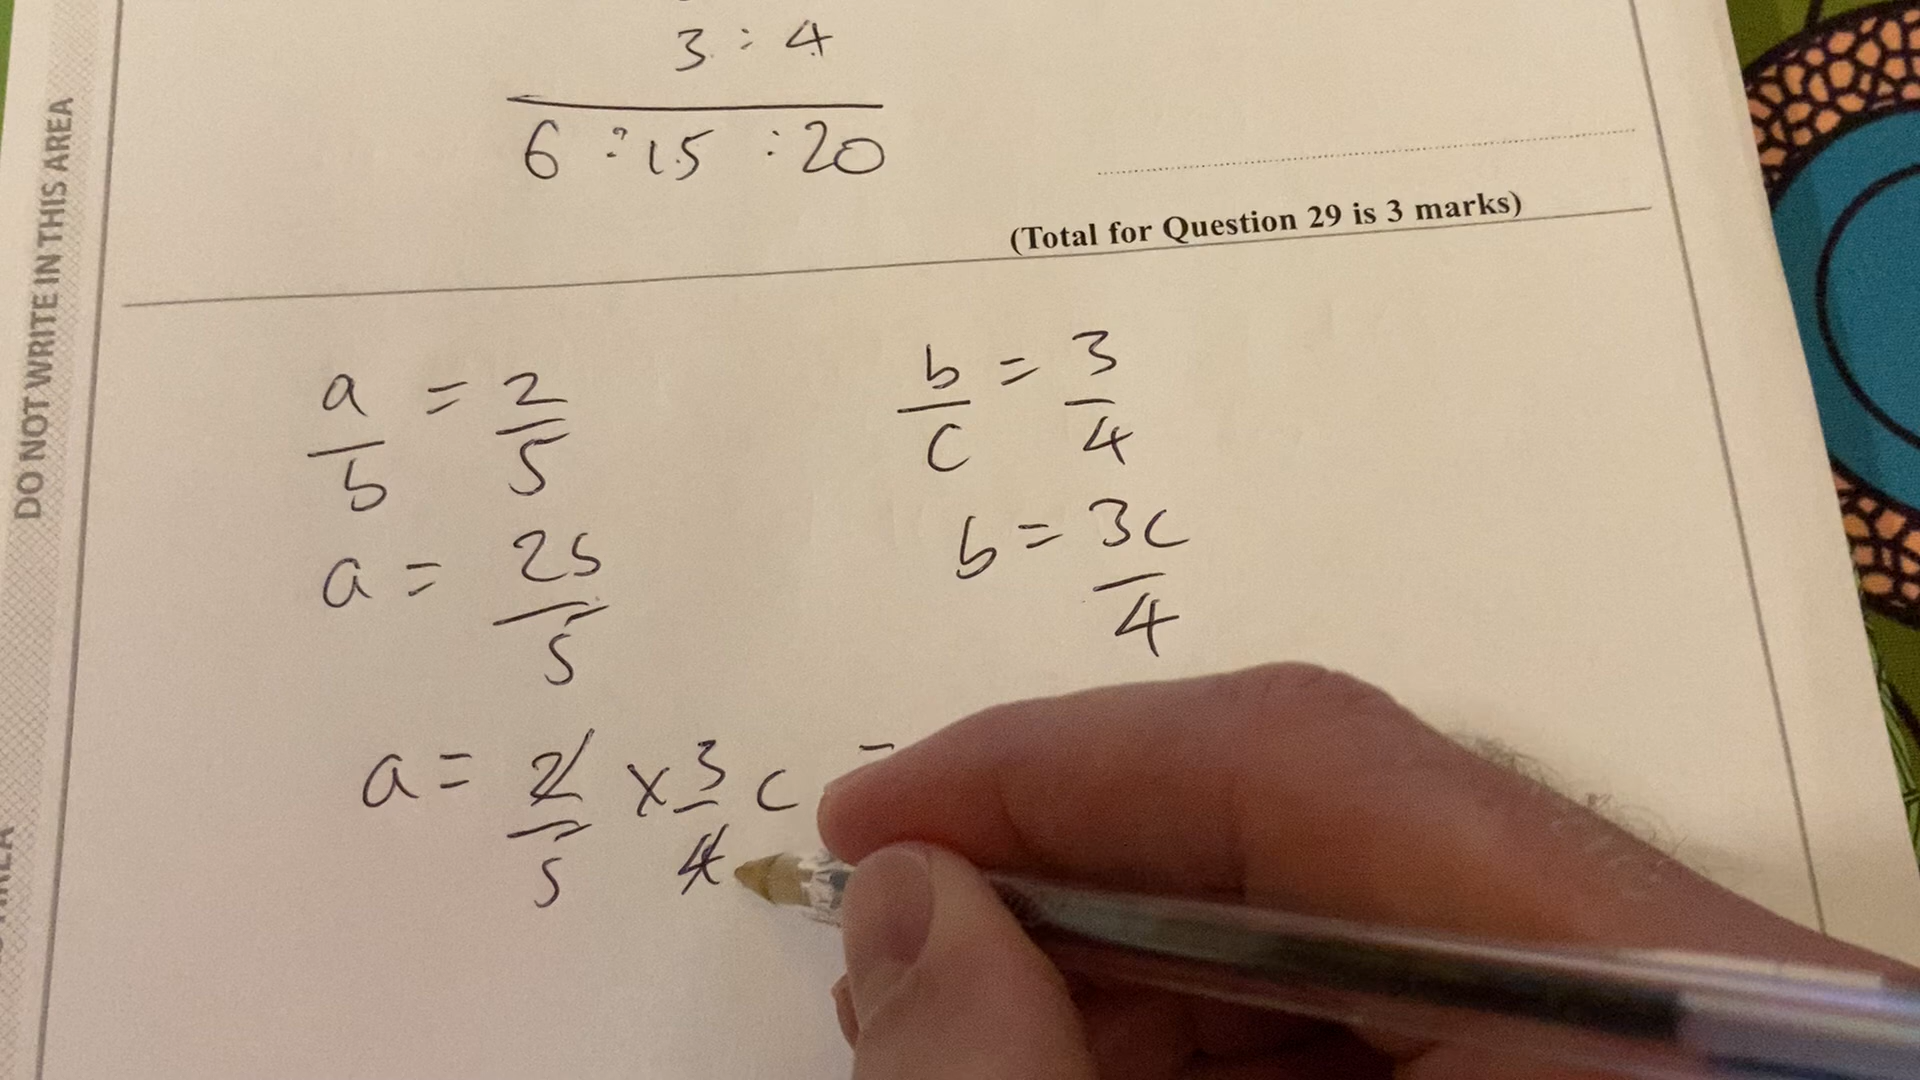 3 : 4
6 : 15 : 20
(Total for Question 29 is 3 marks)
DO NOT WRITE IN THIS AREA
a/b = 2/5
b/c = 3/4
a = 2b/5
b = 3c/4
a = 2/5 x 3/4 c =